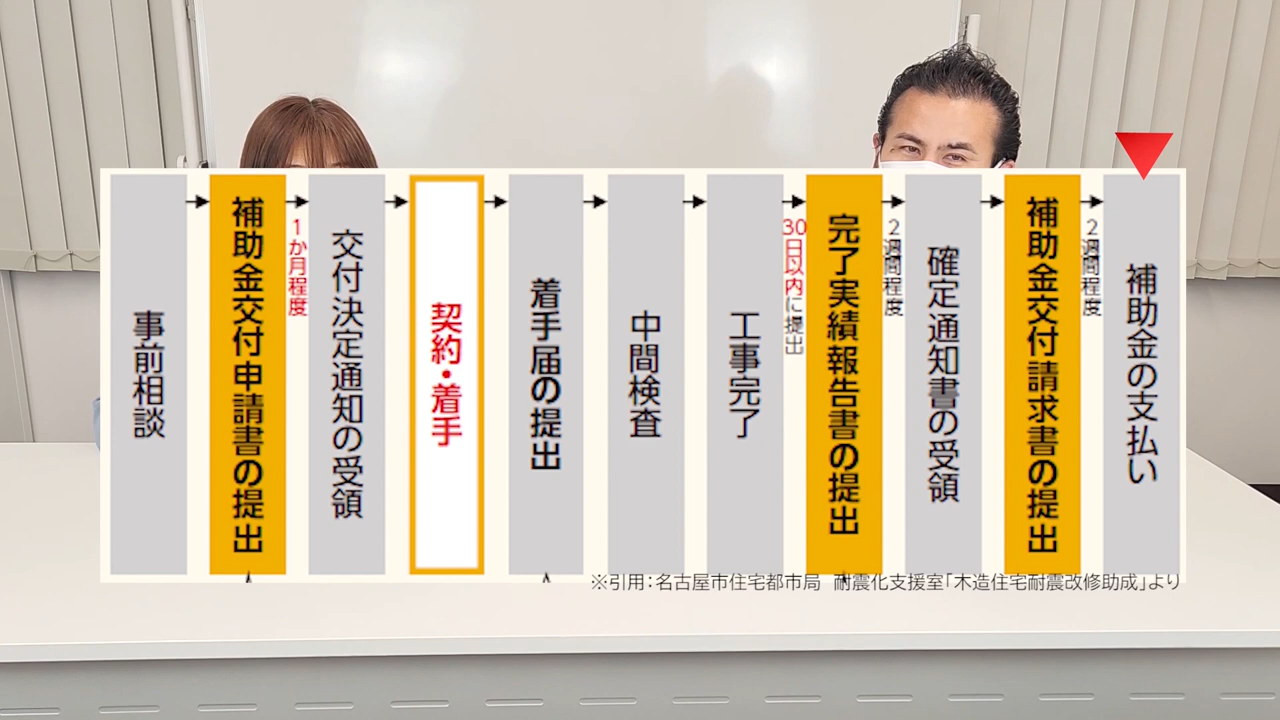 事前相談
補助金交付申請書の提出
1か月程度
交付決定通知の受領
契約・着手
着手届の提出
中間検査
工事完了
30日以内に提出
完了実績報告書の提出
2週間程度
確定通知書の受領
補助金交付請求書の提出
2週間程度
補助金の支払い
※引用：名古屋市住宅都市局 耐震化支援室「木造住宅耐震改修助成」より